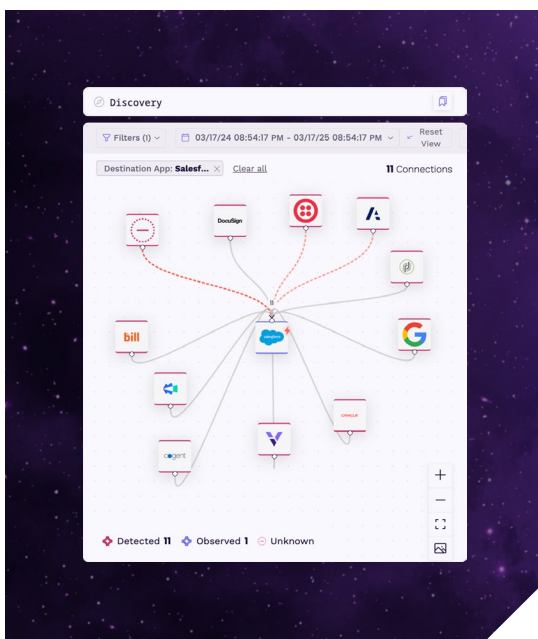 Discovery
Filters (1)
03/17/24 08:54:17 PM - 03/17/25 08:54:17 PM
Reset
View
Destination App: Salesf...
Clear all
11 Connections
DocuSign
bill
salesforce
ORACLE
cogent
Detected 11
Observed 1
Unknown